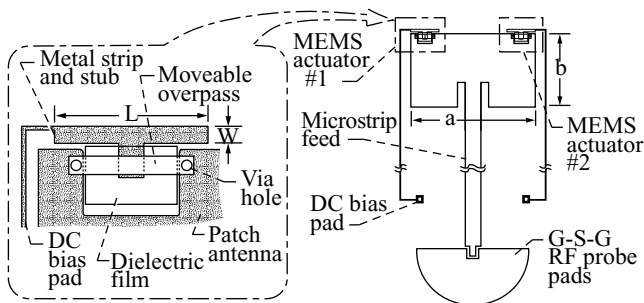 Metal strip
and stub
Moveable
overpass
L
W
Via
hole
DC
bias
pad
Dielectric
film
Patch
antenna
MEMS
actuator
#1
b
a
Microstrip
feed
MEMS
actuator
#2
DC bias
pad
G-S-G
RF probe
pads